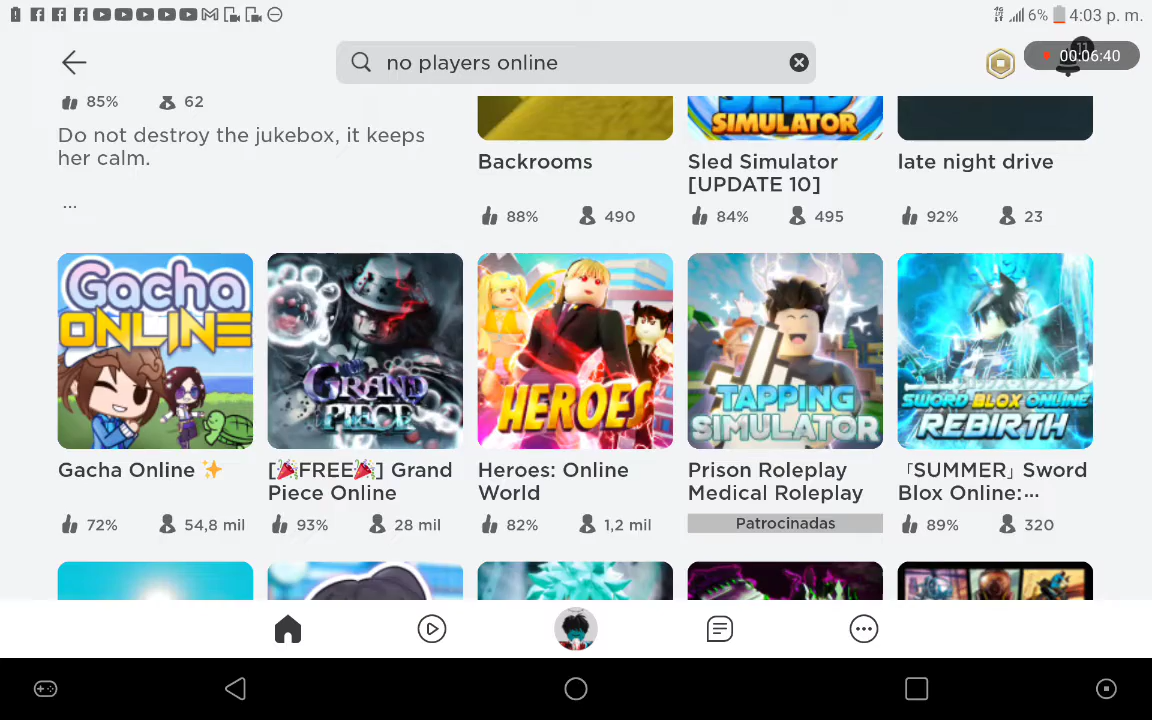 6% 4:03 p. m.
no players online
11
00:06:40
85% 62
Do not destroy the jukebox, it keeps
her calm.
...
SLED
SIMULATOR
Backrooms
88% 490
Sled Simulator
[UPDATE 10]
84% 495
late night drive
92% 23
Gacha
ONLINE
Gacha Online ✨
72% 54,8 mil
GRAND
PIECE
[🎉FREE🎉] Grand
Piece Online
93% 28 mil
HEROES
Heroes: Online
World
82% 1,2 mil
TAPPING
SIMULATOR
Prison Roleplay
Medical Roleplay
Patrocinadas
SWORD BLOX ONLINE
REBIRTH
「SUMMER」 Sword
Blox Online:...
89% 320